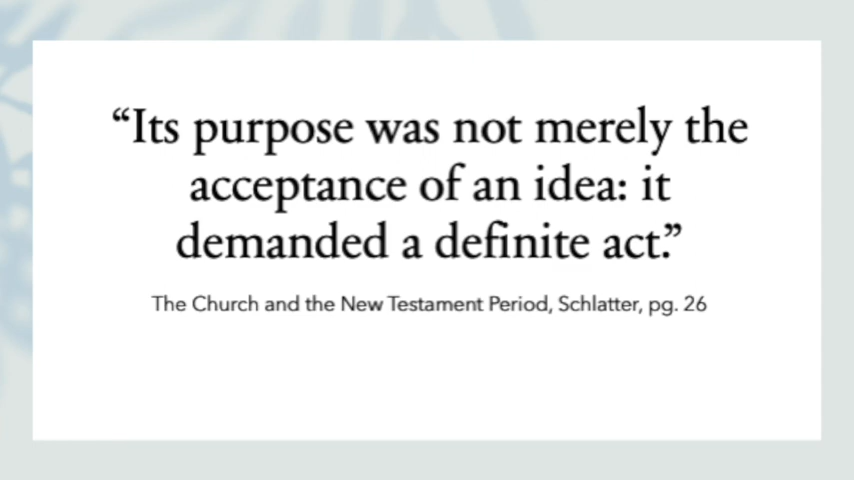 “Its purpose was not merely the
acceptance of an idea: it
demanded a definite act.”
The Church and the New Testament Period, Schlatter, pg. 26